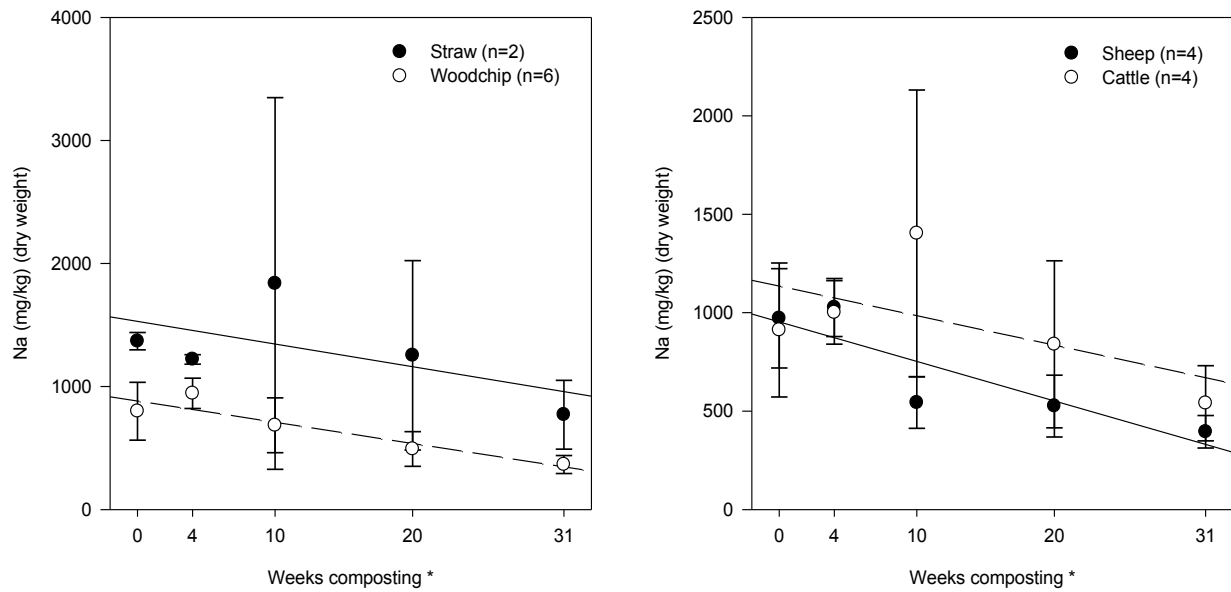 4000
3000
2000
1000
0
Na (mg/kg) (dry weight)
Straw (n=2)
Woodchip (n=6)
0 4 10 20 31
Weeks composting *
2500
2000
1500
1000
500
0
Na (mg/kg) (dry weight)
Sheep (n=4)
Cattle (n=4)
0 4 10 20 31
Weeks composting *